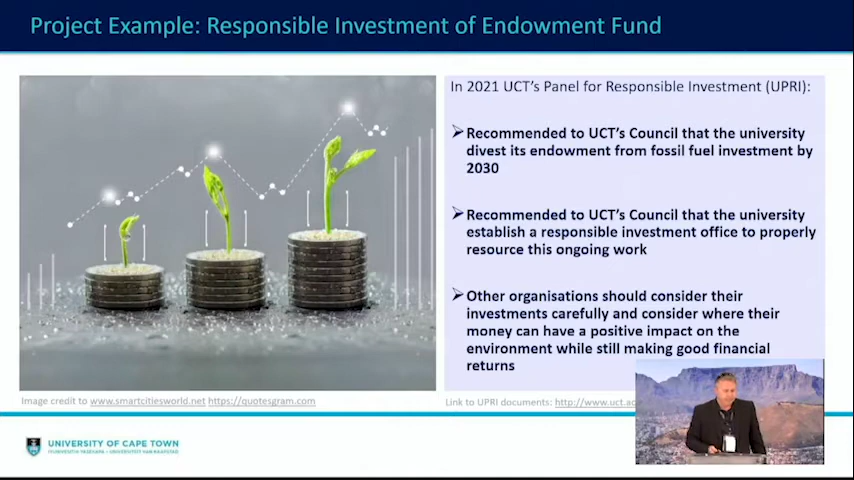 Project Example: Responsible Investment of Endowment Fund
In 2021 UCT's Panel for Responsible Investment (UPRI):
Recommended to UCT's Council that the university
divest its endowment from fossil fuel investment by
2030
Recommended to UCT's Council that the university
establish a responsible investment office to properly
resource this ongoing work
Other organisations should consider their
investments carefully and consider where their
money can have a positive impact on the
environment while still making good financial
returns
Image credit to www.smartcitiesworld.net https://quotesgram.com
Link to UPRI documents: http://www.uct.ac
UNIVERSITY OF CAPE TOWN